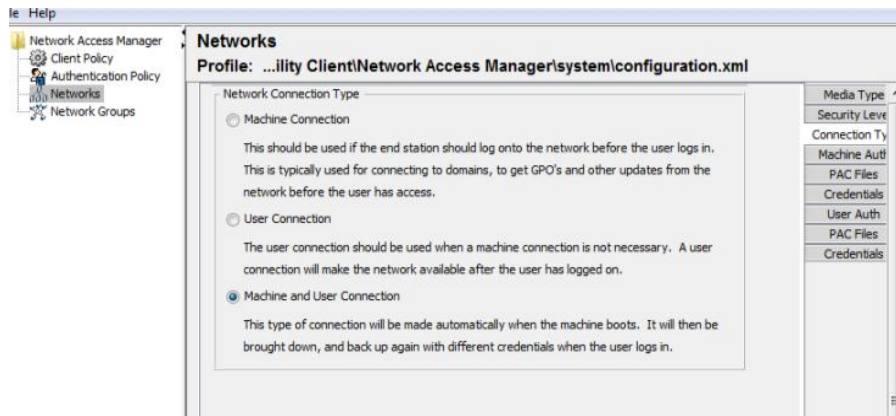 le Help
Network Access Manager
Client Policy
Authentication Policy
Networks
Network Groups
Networks
Profile: ...ility Client\Network Access Manager\system\configuration.xml
Network Connection Type
Machine Connection
This should be used if the end station should log onto the network before the user logs in.
This is typically used for connecting to domains, to get GPO's and other updates from the
network before the user has access.
User Connection
The user connection should be used when a machine connection is not necessary. A user
connection will make the network available after the user has logged on.
Machine and User Connection
This type of connection will be made automatically when the machine boots. It will then be
brought down, and back up again with different credentials when the user logs in.
Media Type
Security Leve
Connection Ty
Machine Auth
PAC Files
Credentials
User Auth
PAC Files
Credentials